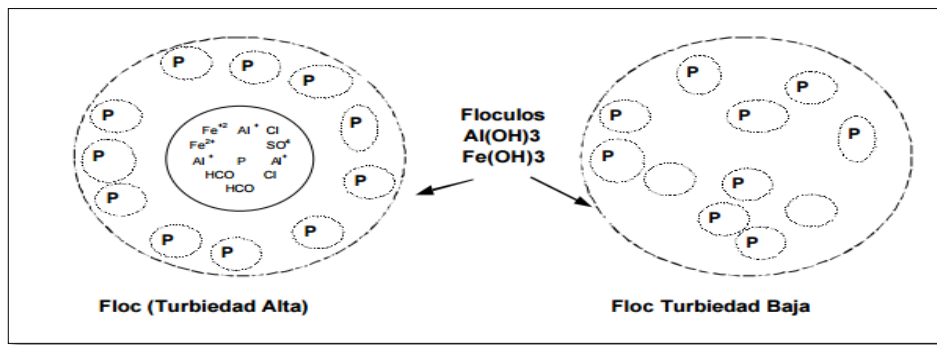 P P P
P P
P
P
P
P P P
P
Fe+2 Al+ Cl
Fe2+ SO4
Al+ P Al+
HCO Cl
HCO
Floculos
Al(OH)3
Fe(OH)3
P
P
P
P
P
P
P
P
Floc (Turbiedad Alta)
Floc Turbiedad Baja